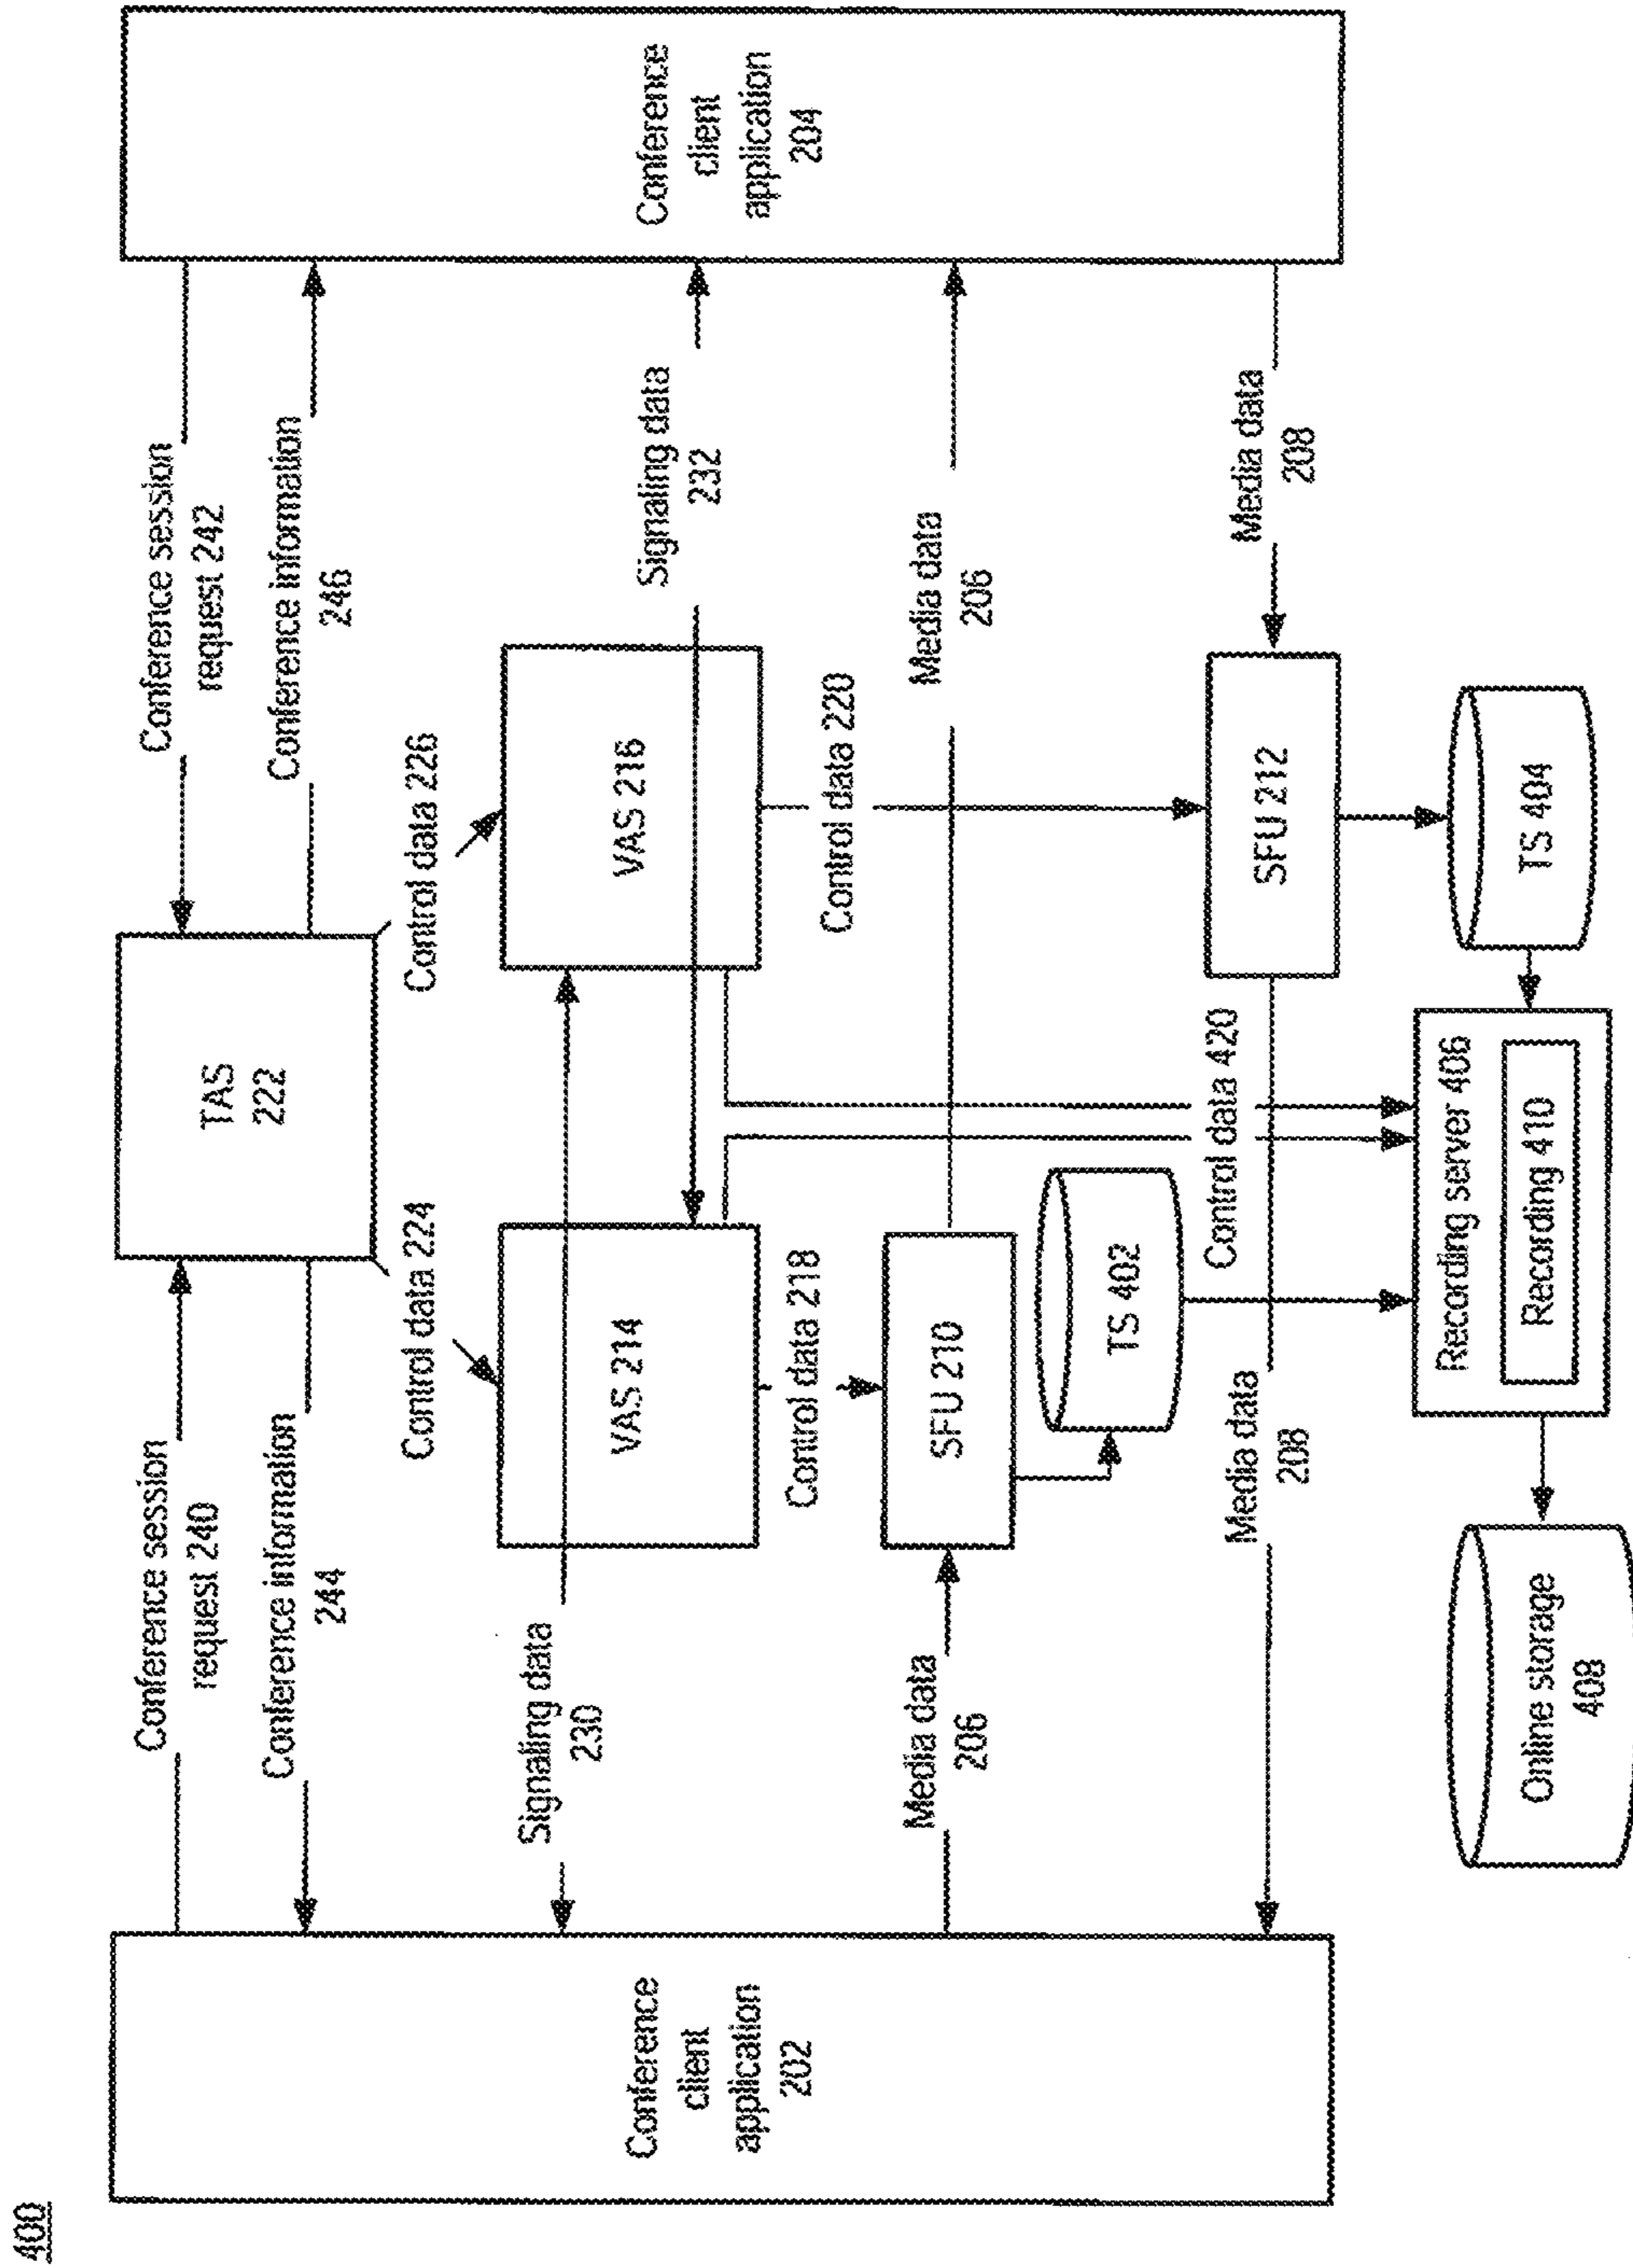 400
Conference session
request 240
Conference information
244
TAS
222
Conference session
request 242
Conference information
246
Control data 224
Control data 226
Conference
client
application
202
Signaling data
230
VAS 214
VAS 216
Signaling data
232
Conference
client
application
204
Control data 218
Control data 220
Media data
206
SFU 210
Media data
206
TS 402
Media data
208
Control data 420
SFU 212
Media data
208
Online storage
408
Recording server 406
Recording 410
TS 404